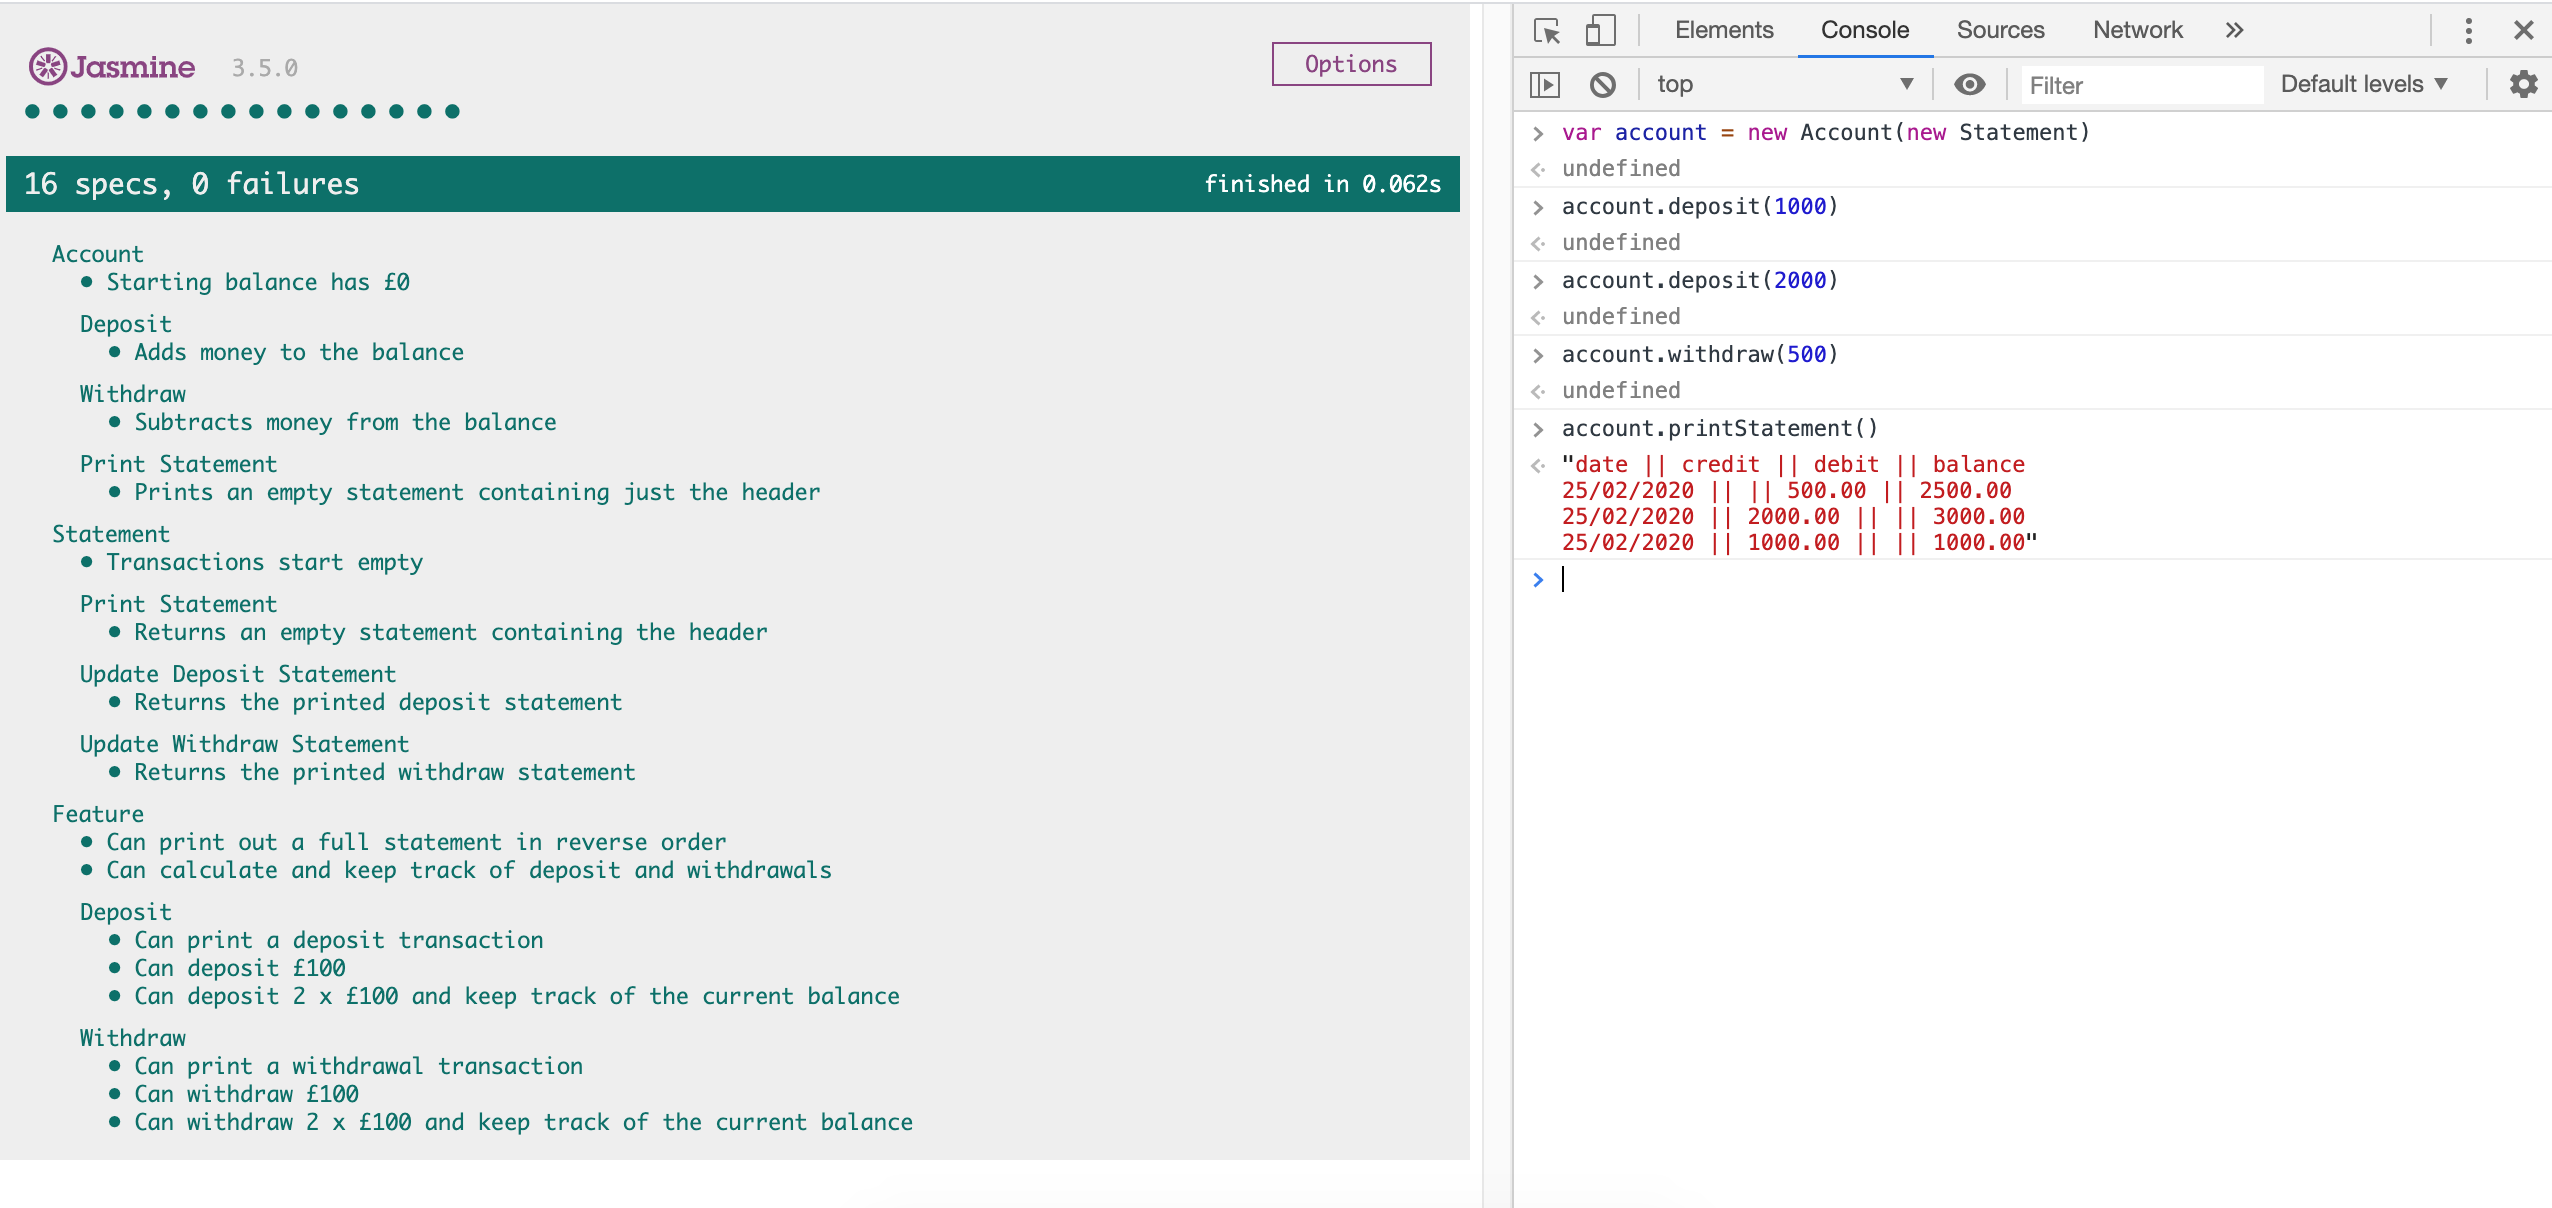 Jasmine 3.5.0
Options
16 specs, 0 failures
finished in 0.062s
Account
• Starting balance has £0
Deposit
• Adds money to the balance
Withdraw
• Subtracts money from the balance
Print Statement
• Prints an empty statement containing just the header
Statement
• Transactions start empty
Print Statement
• Returns an empty statement containing the header
Update Deposit Statement
• Returns the printed deposit statement
Update Withdraw Statement
• Returns the printed withdraw statement
Feature
• Can print out a full statement in reverse order
• Can calculate and keep track of deposit and withdrawals
Deposit
• Can print a deposit transaction
• Can deposit £100
• Can deposit 2 x £100 and keep track of the current balance
Withdraw
• Can print a withdrawal transaction
• Can withdraw £100
• Can withdraw 2 x £100 and keep track of the current balance
Elements Console Sources Network
top Filter Default levels
var account = new Account(new Statement)
undefined
account.deposit(1000)
undefined
account.deposit(2000)
undefined
account.withdraw(500)
undefined
account.printStatement()
"date || credit || debit || balance
25/02/2020 || || 500.00 || 2500.00
25/02/2020 || 2000.00 || || 3000.00
25/02/2020 || 1000.00 || || 1000.00"